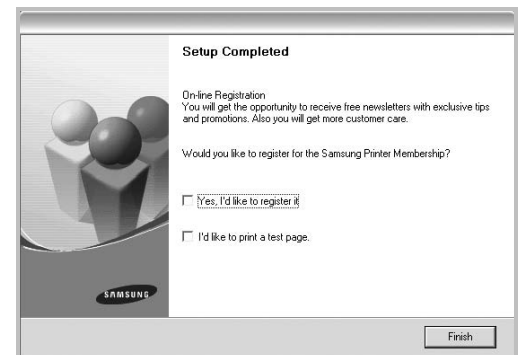 Setup Completed
On-line Registration
You will get the opportunity to receive free newsletters with exclusive tips
and promotions. Also you will get more customer care.
Would you like to register for the Samsung Printer Membership?
Yes, I'd like to register it
I'd like to print a test page.
SAMSUNG
Finish